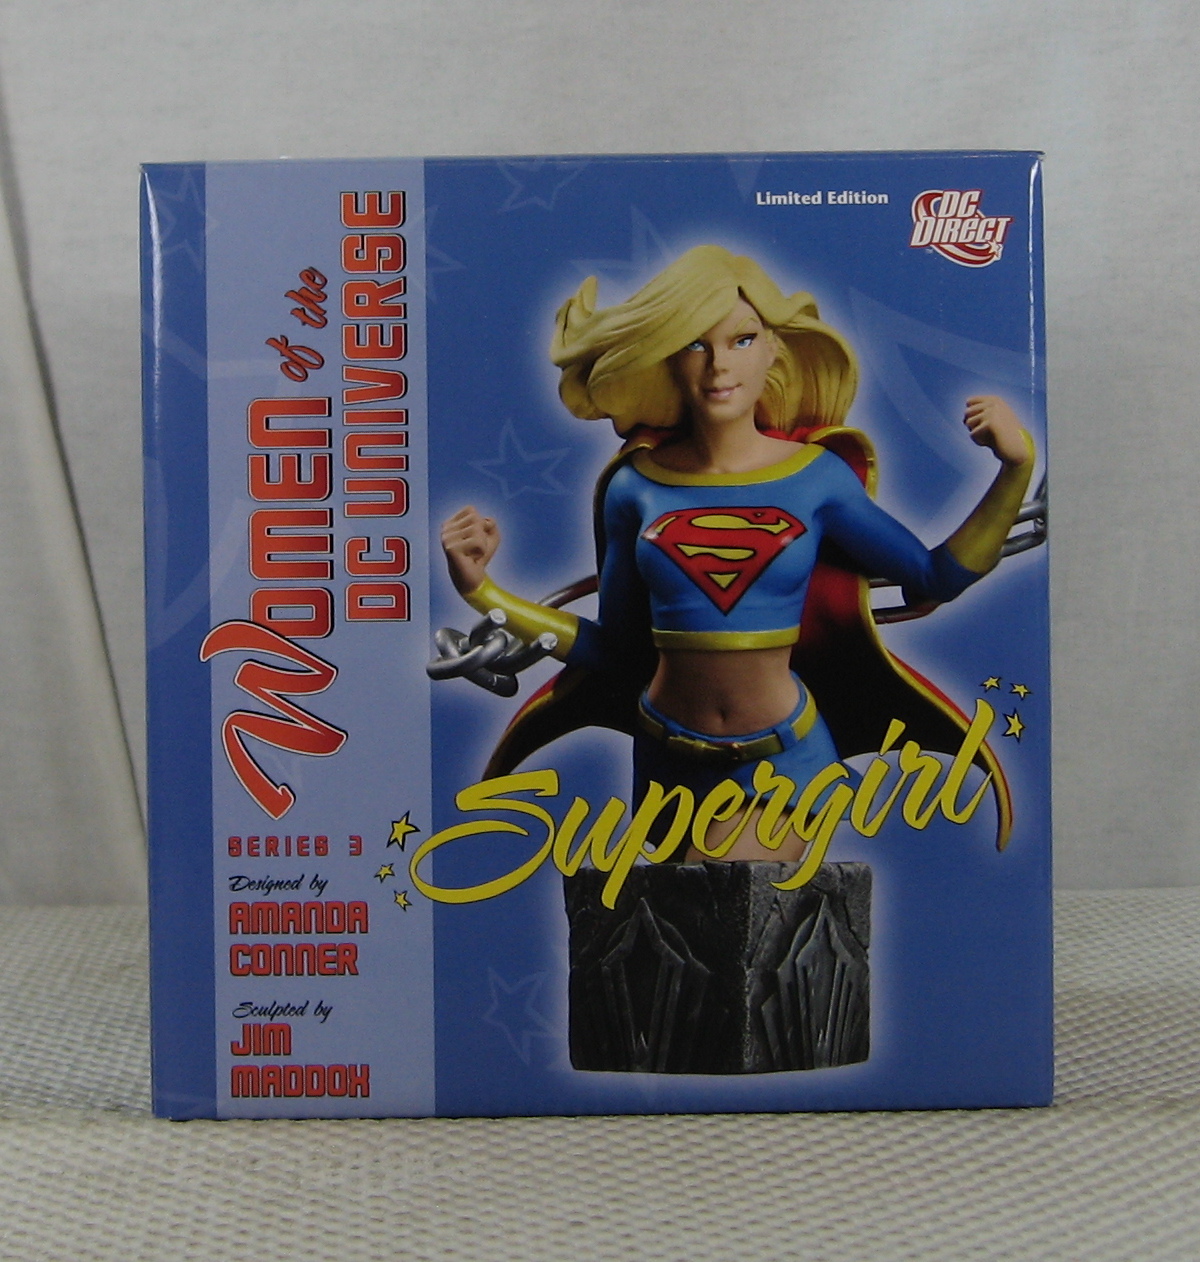 Limited Edition
DC
DIRECT
WOMEN of the
DC UNIVERSE
SERIES 3
Designed by
AMANDA
CONNER
Sculpted by
JIM
MADDOX
Supergirl
S